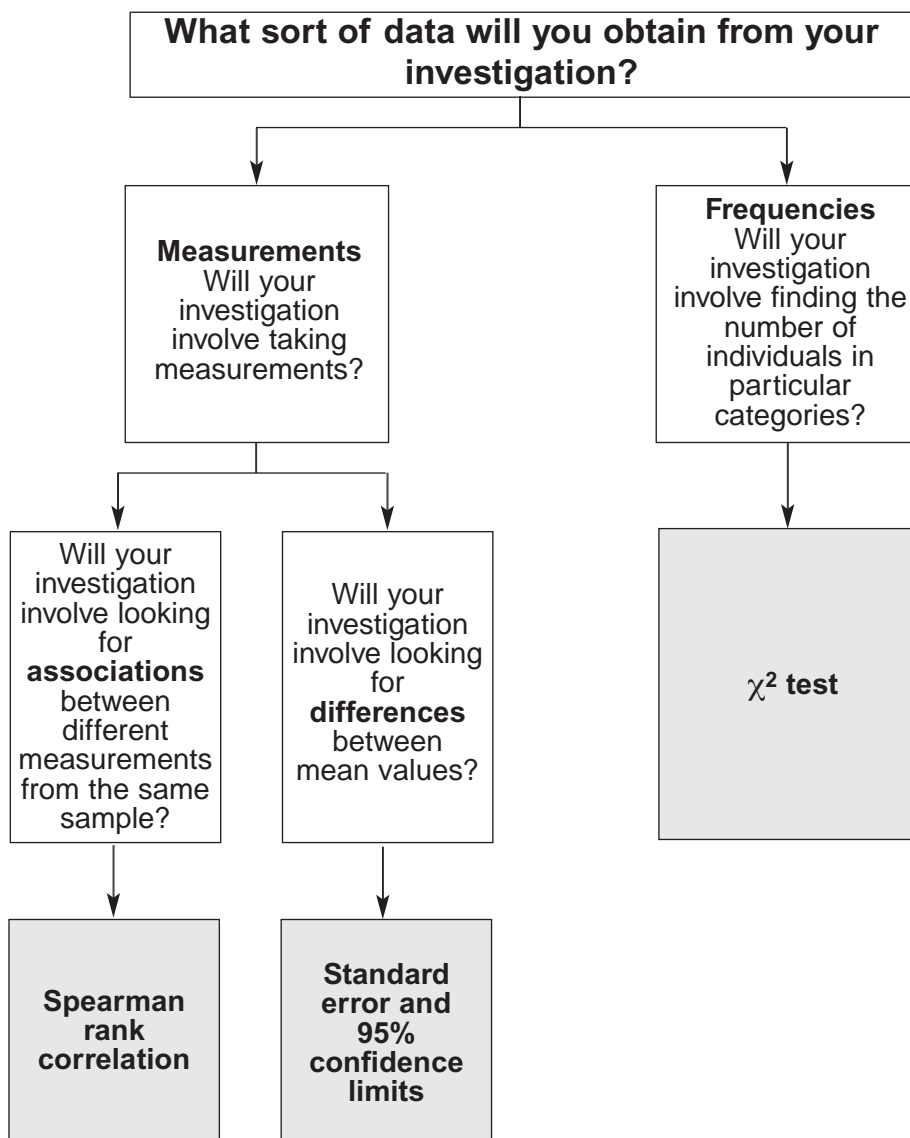 What sort of data will you obtain from your
investigation?
Measurements
Will your
investigation
involve taking
measurements?
Frequencies
Will your
investigation
involve finding the
number of
individuals in
particular
categories?
Will your
investigation
involve looking
for
associations
between
different
measurements
from the same
sample?
Will your
investigation
involve looking
for
differences
between
mean values?
χ² test
Spearman
rank
correlation
Standard
error and
95%
confidence
limits